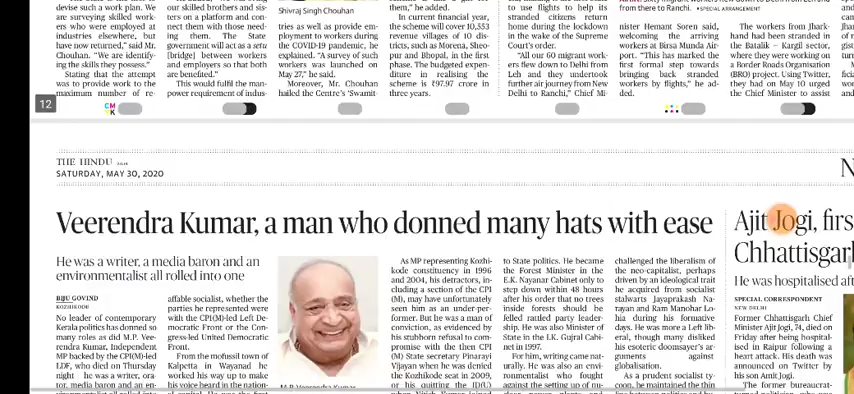 devise such a work plan. We
are surveying skilled work-
ers who were employed at
industries elsewhere, but
have now returned," said Mr.
Chouhan. "We are identify-
ing the skills they possess."
Stating that the attempt
was to provide work to the
maximum number of re-
our skilled brothers and sis-
ters on a platform and con-
nect them with those need-
ing them. The State
government will act as a setu
[bridge] between workers
and employers so that both
are benefited."
This would fulfil the man-
power requirement of indus-
Shivraj Singh Chouhan
tries as well as provide em-
ployment to workers during
the COVID-19 pandemic, he
explained. "A survey of such
workers was launched on
May 27," he said.
Moreover, Mr. Chouhan
hailed the Centre's 'Swamit-
them," he added.
In current financial year,
the scheme will cover 10,553
revenue villages of 10 dis-
tricts, such as Morena, Sheo-
pur and Bhopal, in the first
phase. The budgeted expen-
diture in realising the
scheme is ₹97.97 crore in
three years.
to use flights to help its
stranded citizens return
home during the lockdown
in the wake of the Supreme
Court's order.
"All our 60 migrant work-
ers flew down to Delhi from
Leh and they undertook
further air journey from New
Delhi to Ranchi," Chief Mi-
from there to Ranchi. SPECIAL ARRANGEMENT
nister Hemant Soren said,
welcoming the arriving
workers at Birsa Munda Air-
port. "This has marked the
first formal step towards
bringing back stranded
workers by flights," he ad-
ded.
The workers from Jhark-
hand had been stranded in
the Batalik – Kargil sector,
where they were working on
a Border Roads Organisation
(BRO) project. Using Twitter,
they had on May 10 urged
the Chief Minister to assist
12
CM
YK
THE HINDU
SATURDAY, MAY 30, 2020
N
Veerendra Kumar, a man who donned many hats with ease
He was a writer, a media baron and an
environmentalist all rolled into one
BIJU GOVIND
KOZHIKODE
No leader of contemporary
Kerala politics has donned so
many roles as did M.P. Vee-
rendra Kumar, Independent
MP backed by the CPI(M)-led
LDF, who died on Thursday
night – he was a writer, ora-
tor, media baron and an en-
affable socialist, whether the
parties he represented were
with the CPI(M)-led Left De-
mocratic Front or the Con-
gress-led United Democratic
Front.
From the mofussil town of
Kalpetta in Wayanad he
worked his way up to make
his voice heard in the nation-
M.P. Veerendra Kumar
As MP representing Kozhi-
kode constituency in 1996
and 2004, his detractors, in-
cluding a section of the CPI
(M), may have unfortunately
seen him as an under-per-
former. But he was a man of
conviction, as evidenced by
his stubborn refusal to com-
promise with the then CPI
(M) State secretary Pinarayi
Vijayan when he was denied
the Kozhikode seat in 2009,
or his quitting the JD(U)
to State politics. He became
the Forest Minister in the
E.K. Nayanar Cabinet only to
step down within 48 hours
after his order that no trees
inside forests should be
felled rattled party leader-
ship. He was also Minister of
State in the I.K. Gujral Cabi-
net in 1997.
For him, writing came nat-
urally. He was also an envi-
ronmentalist who fought
against the setting up of nu-
challenged the liberalism of
the neo-capitalist, perhaps
driven by an ideological trait
he acquired from socialist
stalwarts Jayaprakash Na-
rayan and Ram Manohar Lo-
hia during his formative
days. He was more a Left lib-
eral, though many disliked
his esoteric doomsayer's ar-
guments against
globalisation.
As a prudent socialist ty-
coon, he maintained the thin
Ajit Jogi, firs
Chhattisgarh
He was hospitalised aft
SPECIAL CORRESPONDENT
NEW DELHI
Former Chhattisgarh Chief
Minister Ajit Jogi, 74, died on
Friday after being hospital-
ised in Raipur following a
heart attack. His death was
announced on Twitter by
his son Amit Jogi.
The former bureaucrat-